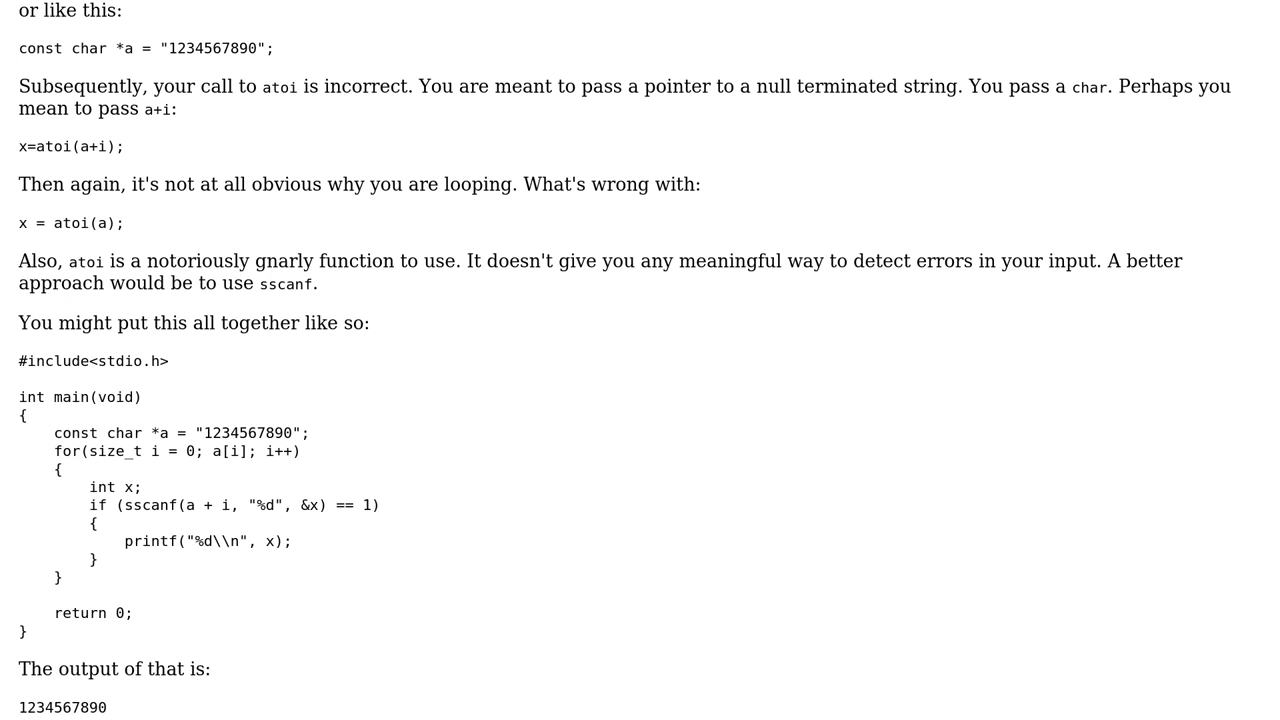 or like this:
const char *a = "1234567890";
Subsequently, your call to atoi is incorrect. You are meant to pass a pointer to a null terminated string. You pass a char. Perhaps you
mean to pass a+i:
x=atoi(a+i);
Then again, it's not at all obvious why you are looping. What's wrong with:
x = atoi(a);
Also, atoi is a notoriously gnarly function to use. It doesn't give you any meaningful way to detect errors in your input. A better
approach would be to use sscanf.
You might put this all together like so:
#include<stdio.h>
int main(void)
{
    const char *a = "1234567890";
    for(size_t i = 0; a[i]; i++)
    {
        int x;
        if (sscanf(a + i, "%d", &x) == 1)
        {
            printf("%d\\n", x);
        }
    }
    return 0;
}
The output of that is:
1234567890